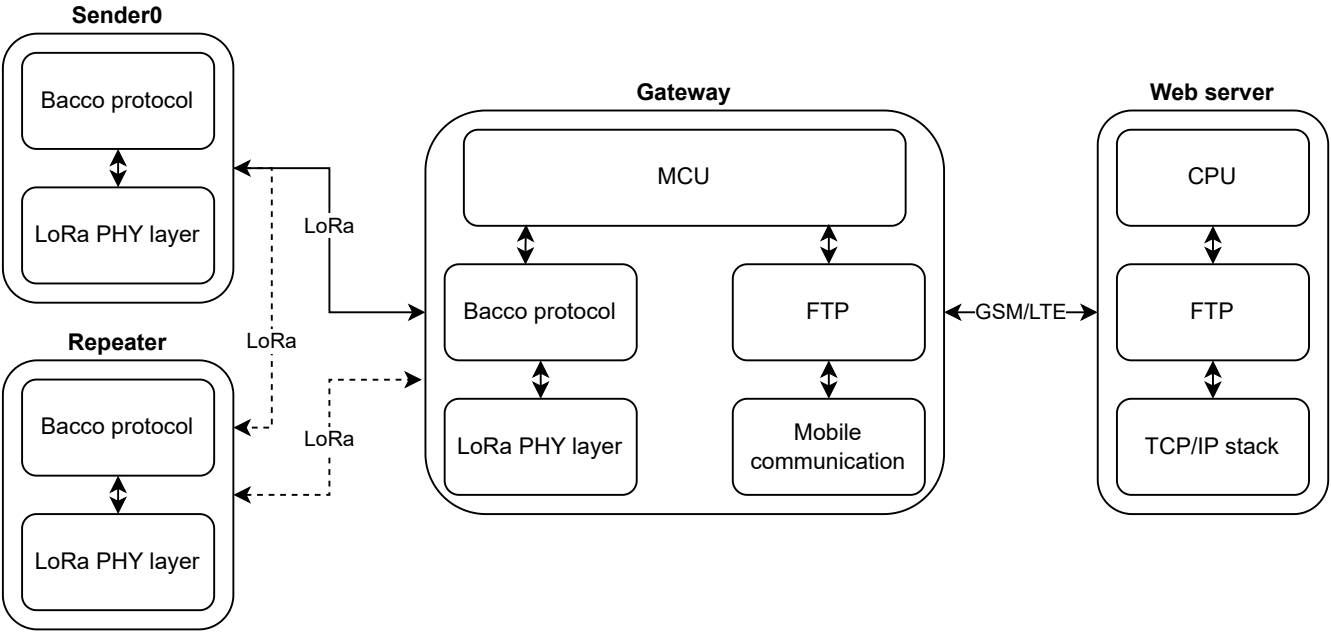 Sender0
Bacco protocol
LoRa PHY layer
LoRa
LoRa
Repeater
Bacco protocol
LoRa PHY layer
LoRa
Gateway
MCU
Bacco protocol
FTP
LoRa PHY layer
Mobile
communication
GSM/LTE
Web server
CPU
FTP
TCP/IP stack